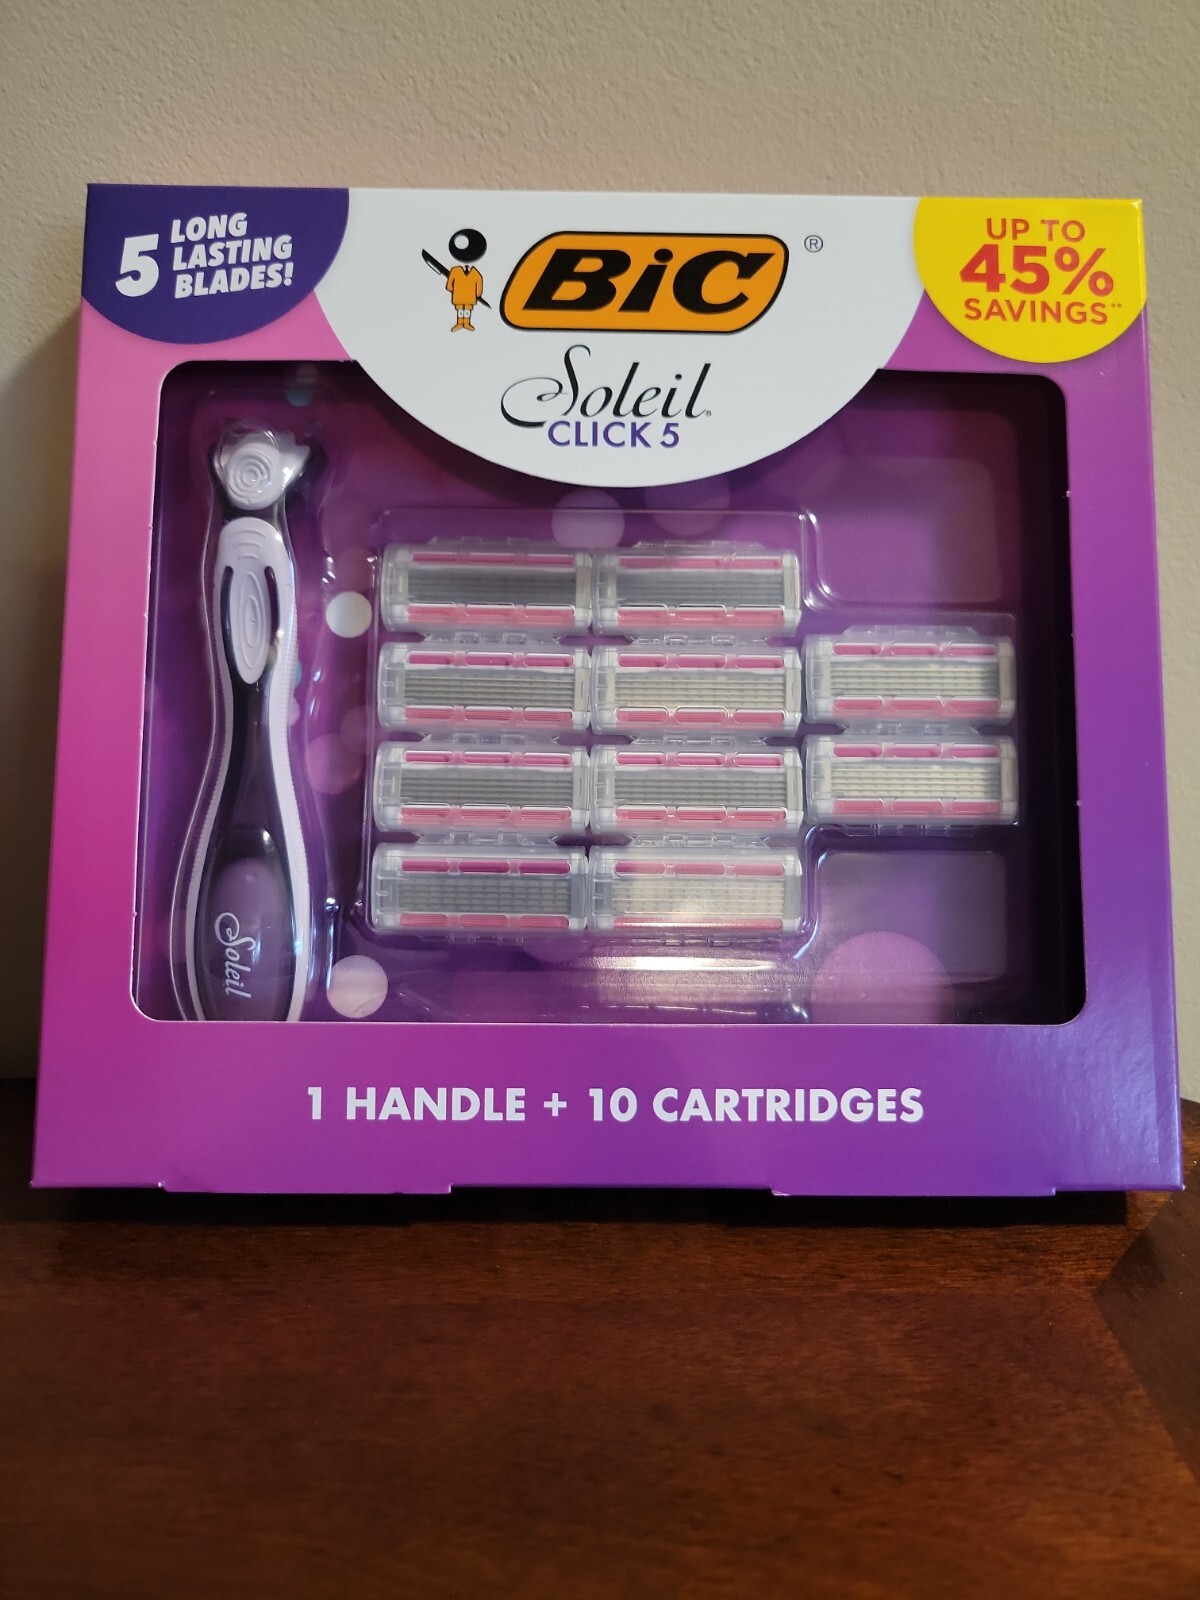 5 LONG
LASTING
BLADES!
BiC ®
Soleil®
CLICK 5
UP TO
45%
SAVINGS**
Soleil
1 HANDLE + 10 CARTRIDGES